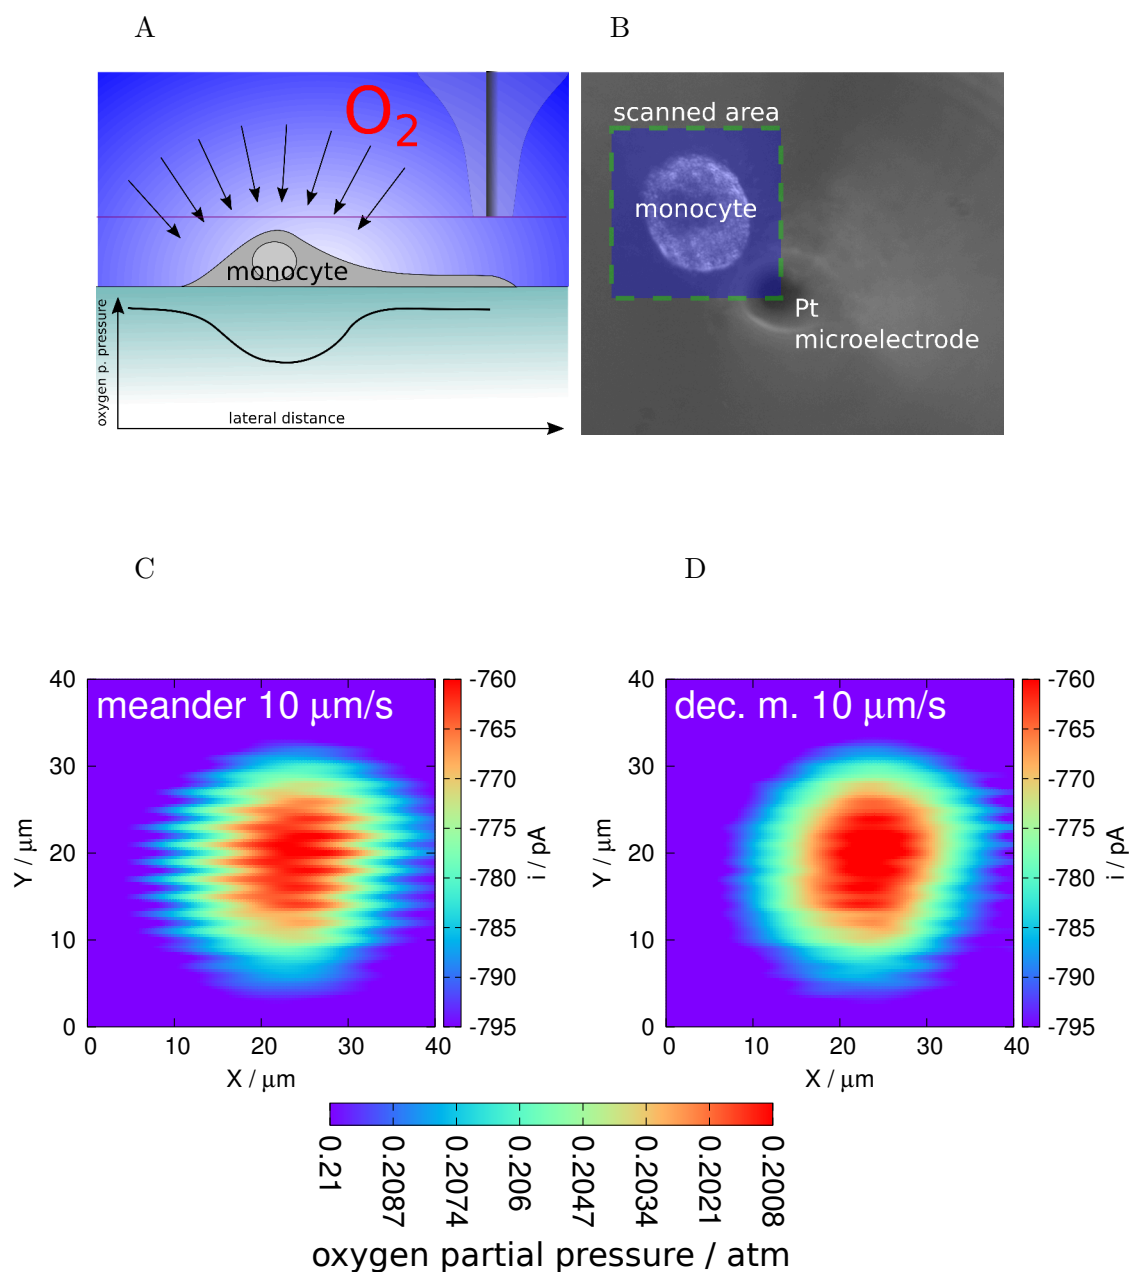 A
B
O2
monocyte
oxygen p. pressure
lateral distance
scanned area
monocyte
Pt
microelectrode
C
D
meander 10 μm/s
40
30
20
10
0
Y / μm
0 10 20 30 40
X / μm
-760
-765
-770
-775
-780
-785
-790
-795
i / pA
dec. m. 10 μm/s
40
30
20
10
0
Y / μm
0 10 20 30 40
X / μm
-760
-765
-770
-775
-780
-785
-790
-795
i / pA
0.21 0.2087 0.2074 0.206 0.2047 0.2034 0.2021 0.2008
oxygen partial pressure / atm